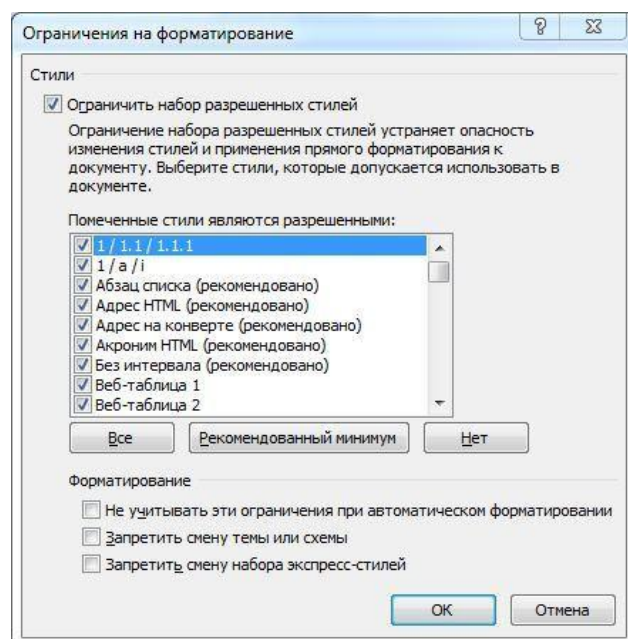 Ограничения на форматирование
Стили
Ограничить набор разрешенных стилей
Ограничение набора разрешенных стилей устраняет опасность
изменения стилей и применения прямого форматирования к
документу. Выберите стили, которые допускается использовать в
документе.
Помеченные стили являются разрешенными:
1 / 1.1 / 1.1.1
1 / a / i
Абзац списка (рекомендовано)
Адрес HTML (рекомендовано)
Адрес на конверте (рекомендовано)
Акроним HTML (рекомендовано)
Без интервала (рекомендовано)
Веб-таблица 1
Веб-таблица 2
Все Рекомендованный минимум Нет
Форматирование
Не учитывать эти ограничения при автоматическом форматировании
Запретить смену темы или схемы
Запретить смену набора экспресс-стилей
ОК Отмена